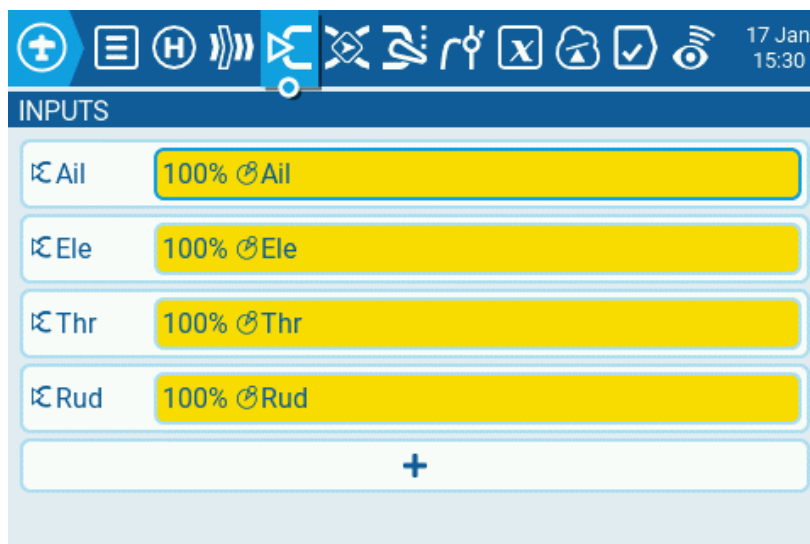 17 Jan
15:30
INPUTS
Ail 100% Ail
Ele 100% Ele
Thr 100% Thr
Rud 100% Rud
+